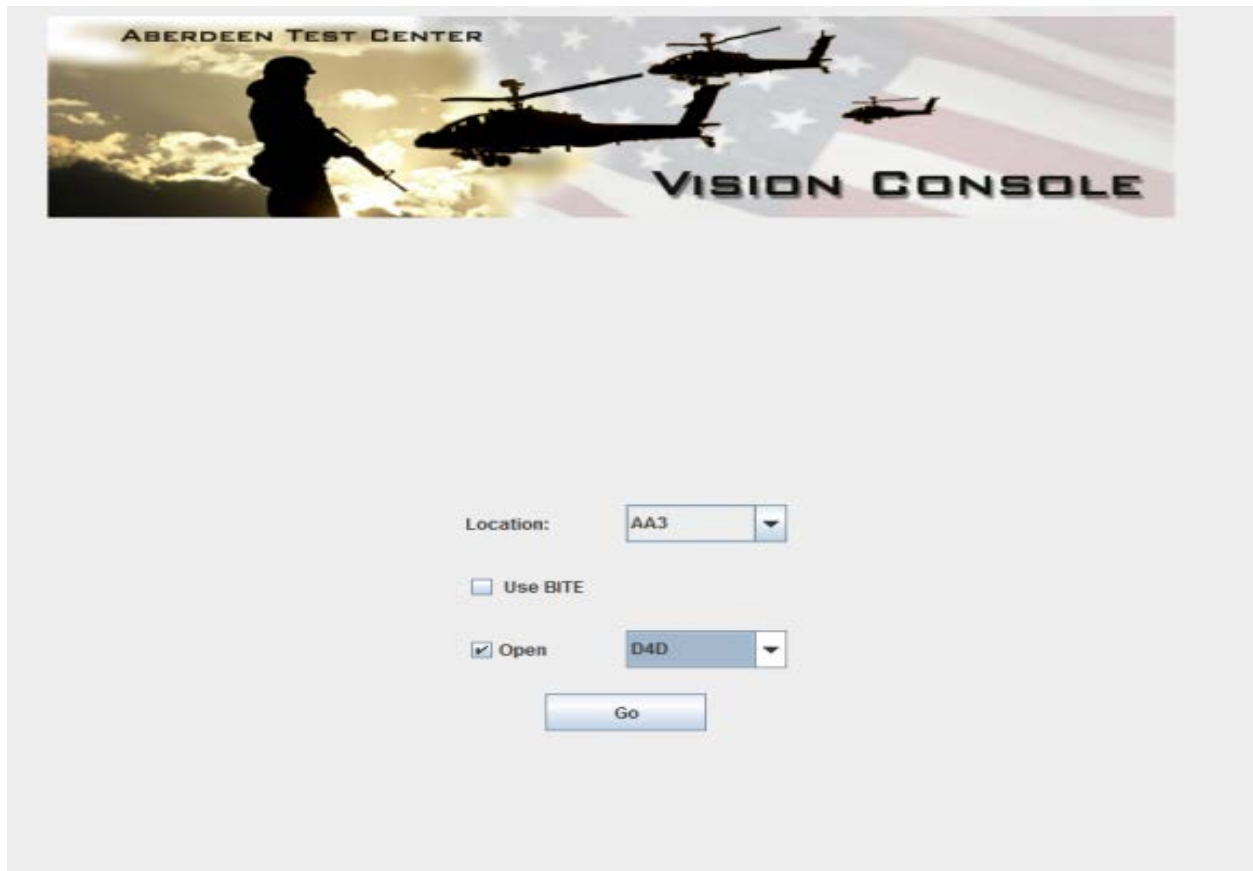 ABERDEEN TEST CENTER
VISION CONSOLE
Location: AA3
Use BITE
Open D4D
Go